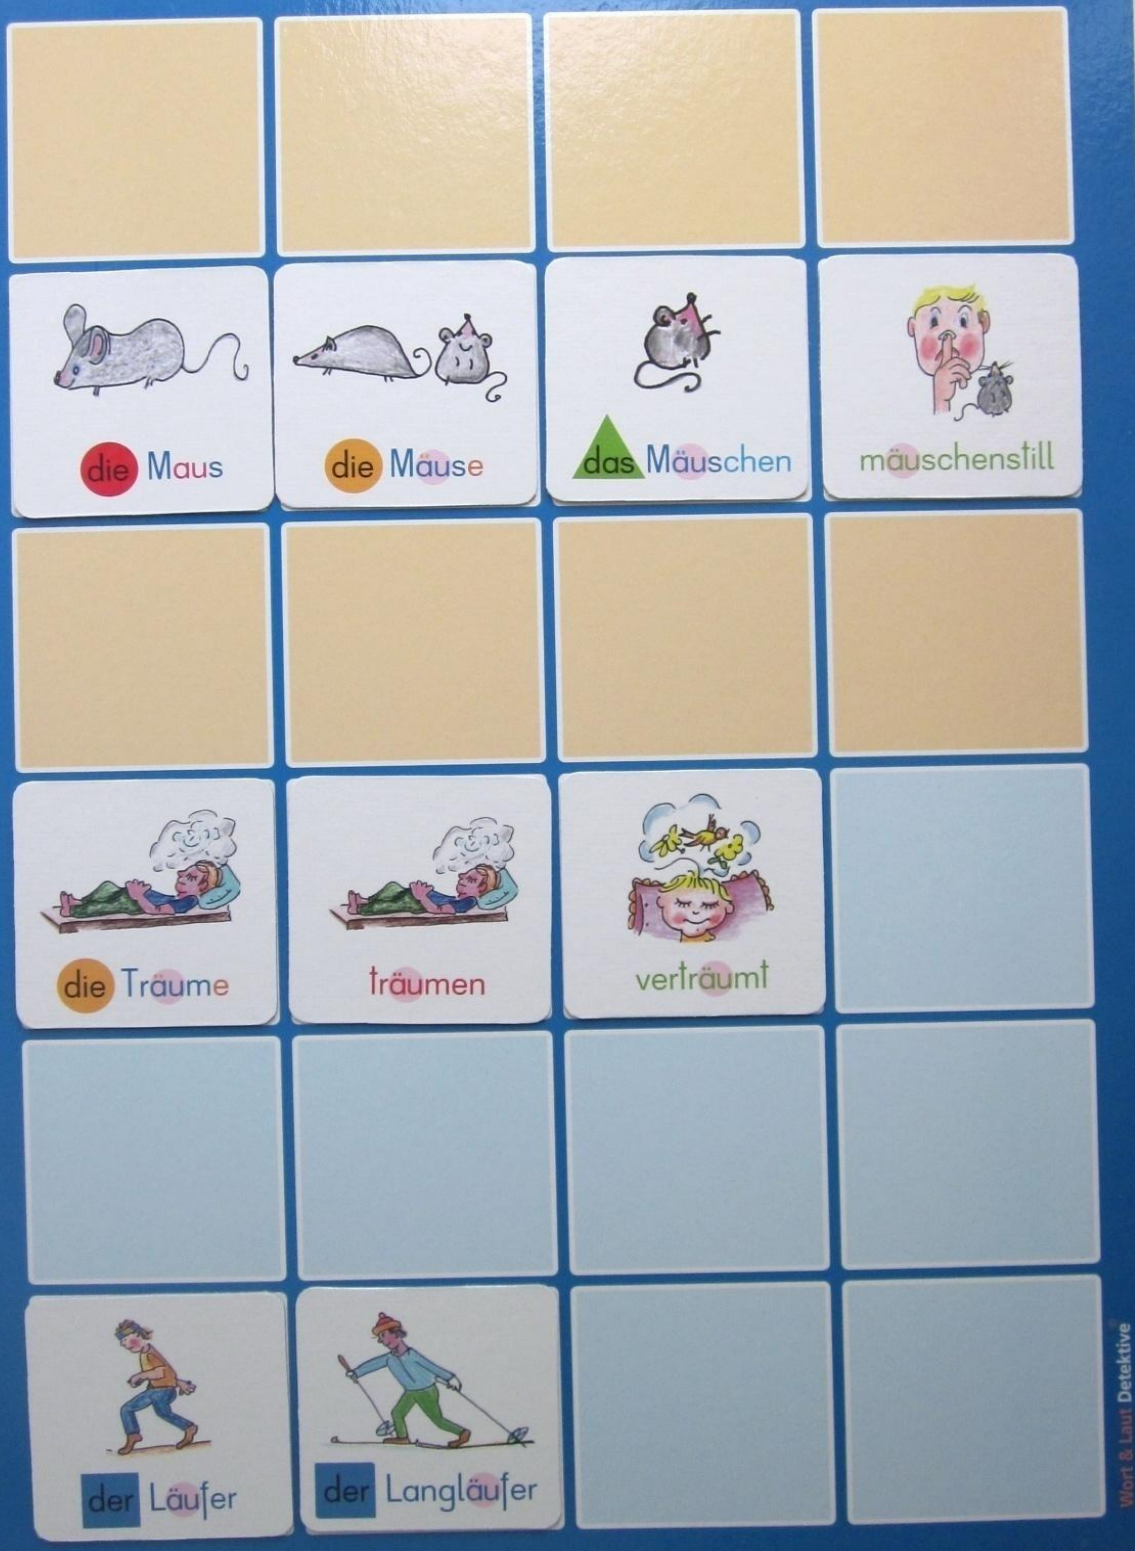 die Maus
die Mäuse
das Mäuschen
mäuschenstill
die Träume
träumen
verträumt
der Läufer
der Langläufer
Wort & Laut Detektive